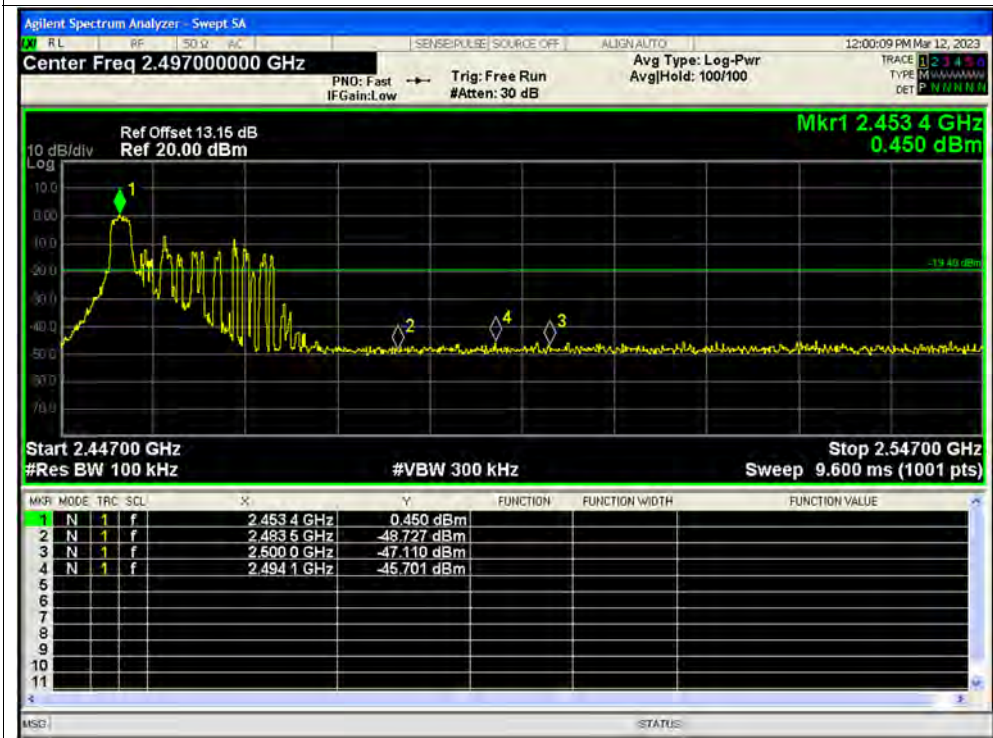 Agilent Spectrum Analyzer - Swept SA
RL RF 50 Ω AC SENSE:PULSE SOURCE OFF ALIGN AUTO 12:00:09 PM Mar 12, 2023
Center Freq 2.497000000 GHz
PNO: Fast
IFGain:Low
Trig: Free Run
#Atten: 30 dB
Avg Type: Log-Pwr
Avg|Hold: 100/100
TRACE 1 2 3 4 5 6
TYPE M
DET P N N N N N
Mkr1 2.453 4 GHz
0.450 dBm
Ref Offset 13.15 dB
10 dB/div Ref 20.00 dBm
Log
10.0
0.00
-10.0
-20.0
-30.0
-40.0
-50.0
-60.0
-70.0
1
2
4
3
Start 2.44700 GHz
Stop 2.54700 GHz
#Res BW 100 kHz
#VBW 300 kHz
Sweep 9.600 ms (1001 pts)
MKR MODE TRC SCL X Y FUNCTION FUNCTION WIDTH FUNCTION VALUE
1 N 1 f 2.453 4 GHz 0.450 dBm
2 N 1 f 2.483 5 GHz -48.727 dBm
3 N 1 f 2.500 0 GHz -47.110 dBm
4 N 1 f 2.494 1 GHz -45.701 dBm
5
6
7
8
9
10
11
MSG STATUS